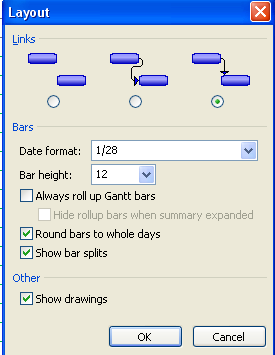 Layout
Links
Bars
Date format: 1/28
Bar height: 12
Always roll up Gantt bars
Hide rollup bars when summary expanded
Round bars to whole days
Show bar splits
Other
Show drawings
OK Cancel